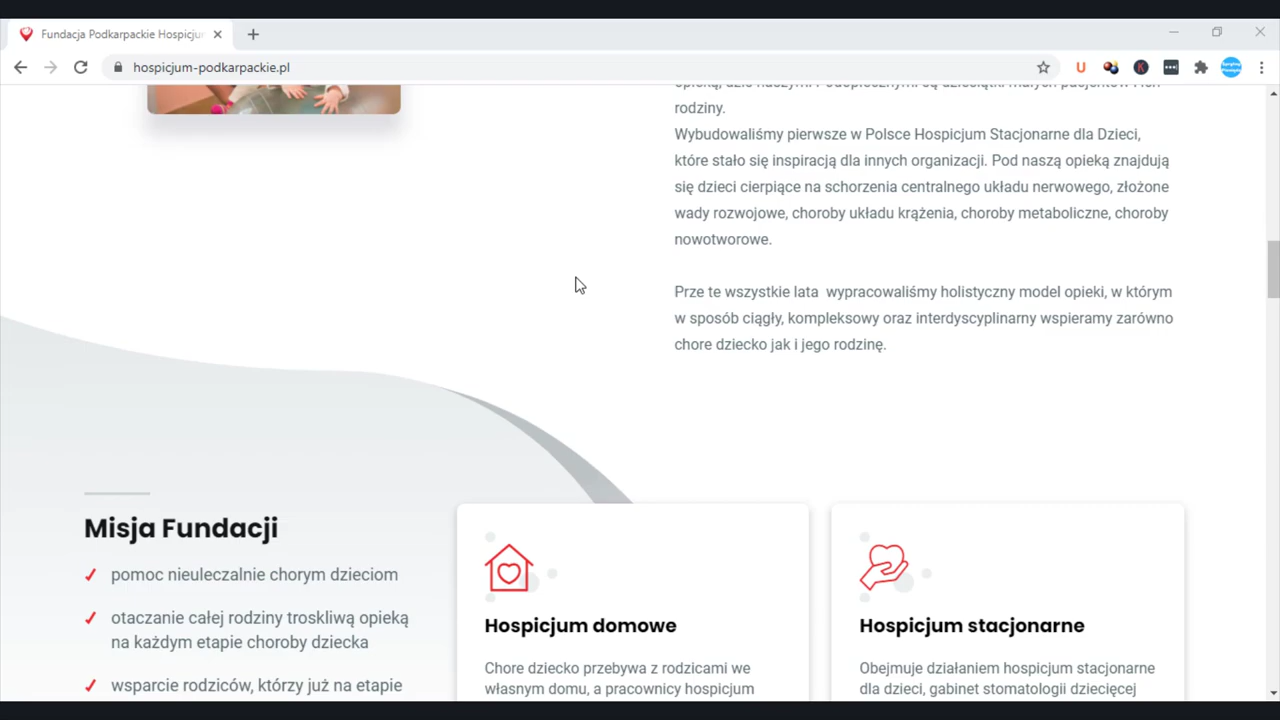 Fundacja Podkarpackie Hospicjum
hospicjum-podkarpackie.pl
rodziny.
Wybudowaliśmy pierwsze w Polsce Hospicjum Stacjonarne dla Dzieci,
które stało się inspiracją dla innych organizacji. Pod naszą opieką znajdują
się dzieci cierpiące na schorzenia centralnego układu nerwowego, złożone
wady rozwojowe, choroby układu krążenia, choroby metaboliczne, choroby
nowotworowe.
Prze te wszystkie lata wypracowaliśmy holistyczny model opieki, w którym
w sposób ciągły, kompleksowy oraz interdyscyplinarny wspieramy zarówno
chore dziecko jak i jego rodzinę.
Misja Fundacji
pomoc nieuleczalnie chorym dzieciom
otaczanie całej rodziny troskliwą opieką
na każdym etapie choroby dziecka
wsparcie rodziców, którzy już na etapie
Hospicjum domowe
Chore dziecko przebywa z rodzicami we
własnym domu, a pracownicy hospicjum
Hospicjum stacjonarne
Obejmuje działaniem hospicjum stacjonarne
dla dzieci, gabinet stomatologii dziecięcej